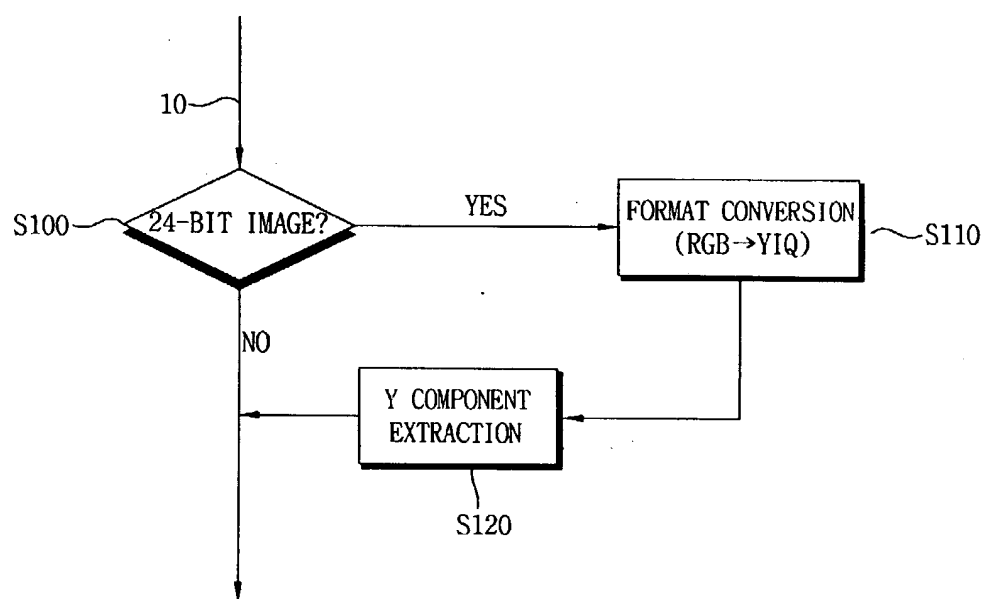 10
S100
24-BIT IMAGE?
YES
FORMAT CONVERSION
(RGB→YIQ)
S110
NO
Y COMPONENT
EXTRACTION
S120